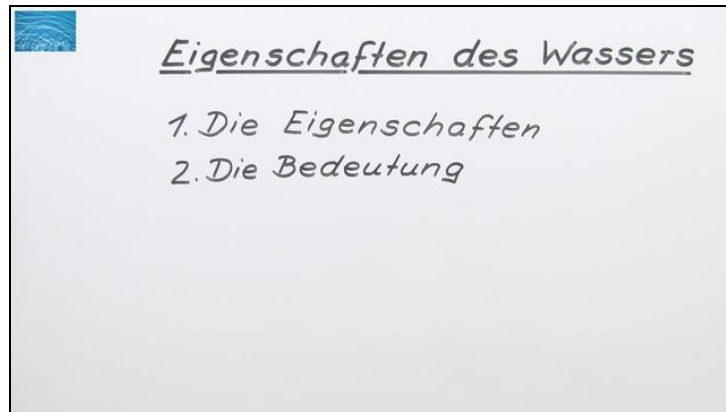 Eigenschaften des Wassers
1. Die Eigenschaften
2. Die Bedeutung